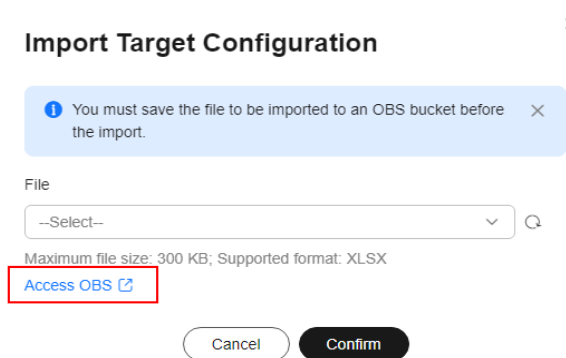 Import Target Configuration
You must save the file to be imported to an OBS bucket before
the import.
File
--Select--
Maximum file size: 300 KB; Supported format: XLSX
Access OBS
Cancel
Confirm